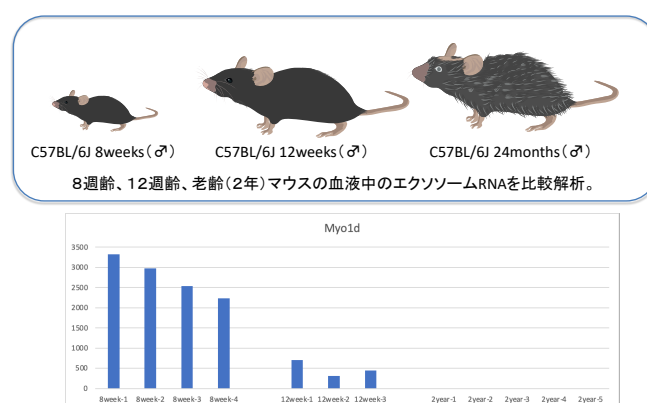 C57BL/6J 8weeks(♂) C57BL/6J 12weeks(♂) C57BL/6J 24months(♂)
8週齢、12週齢、老齢(2年)マウスの血液中のエクソソームRNAを比較解析。
Myo1d
3500
3000
2500
2000
1500
1000
500
0
8week-1 8week-2 8week-3 8week-4 12week-1 12week-2 12week-3 2year-1 2year-2 2year-3 2year-4 2year-5